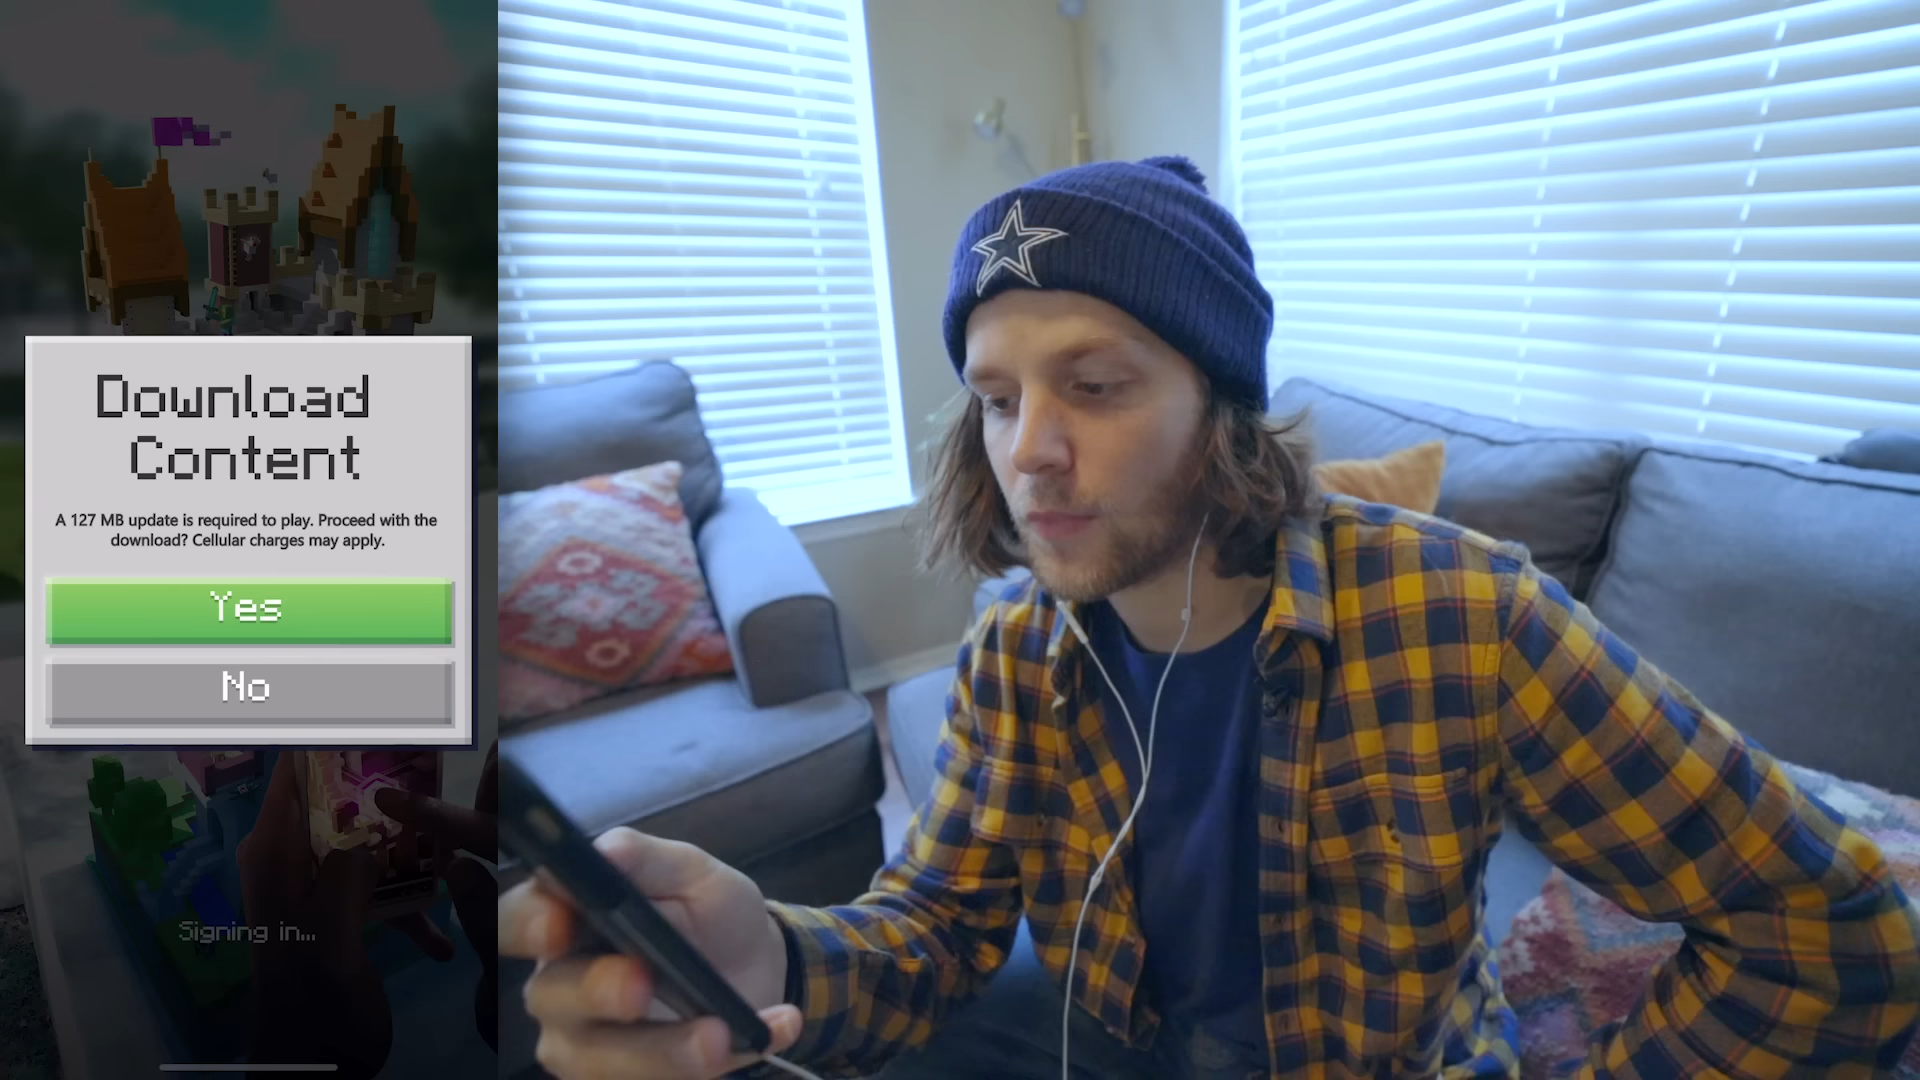 Download
Content
A 127 MB update is required to play. Proceed with the
download? Cellular charges may apply.
Yes
No
Signing in...